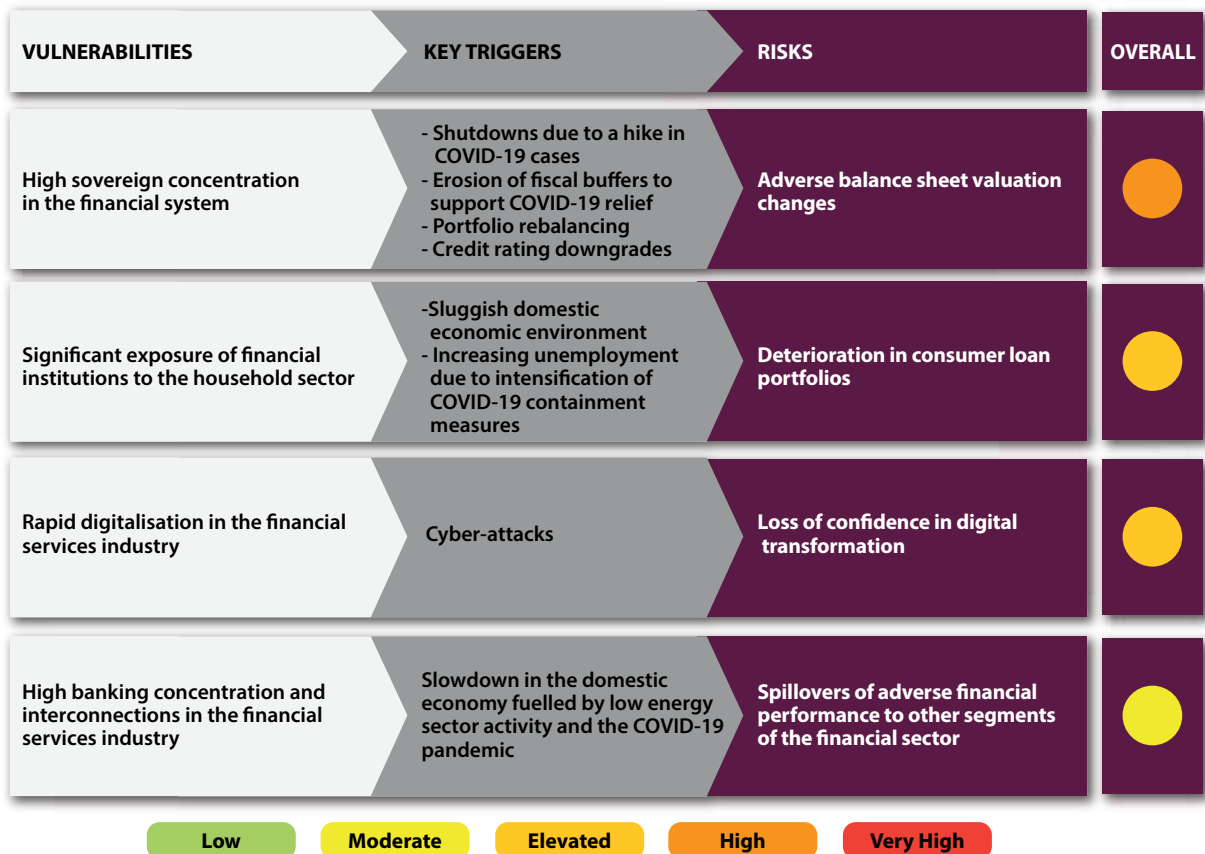 VULNERABILITIES
KEY TRIGGERS
RISKS
OVERALL
High sovereign concentration
in the financial system
- Shutdowns due to a hike in
COVID-19 cases
- Erosion of fiscal buffers to
support COVID-19 relief
- Portfolio rebalancing
- Credit rating downgrades
Adverse balance sheet valuation
changes
Significant exposure of financial
institutions to the household sector
-Sluggish domestic
economic environment
- Increasing unemployment
due to intensification of
COVID-19 containment
measures
Deterioration in consumer loan
portfolios
Rapid digitalisation in the financial
services industry
Cyber-attacks
Loss of confidence in digital
transformation
High banking concentration and
interconnections in the financial
services industry
Slowdown in the domestic
economy fuelled by low energy
sector activity and the COVID-19
pandemic
Spillovers of adverse financial
performance to other segments
of the financial sector
Low
Moderate
Elevated
High
Very High